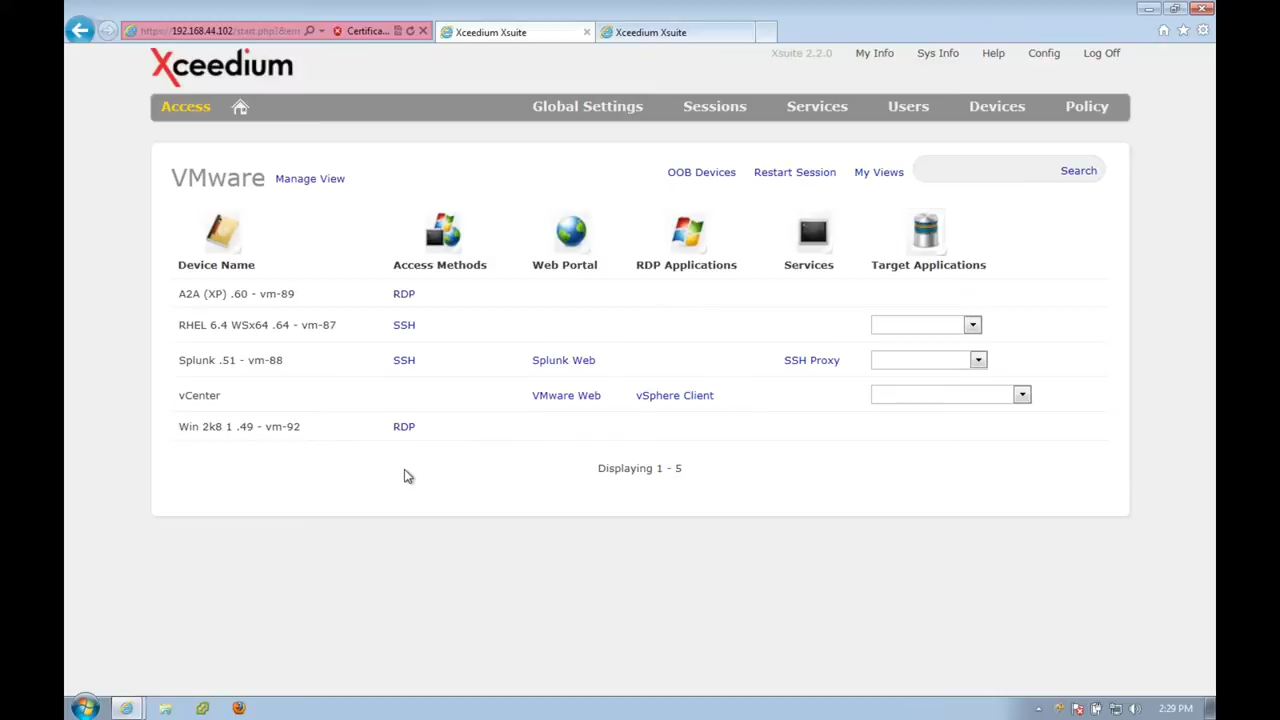 https://192.168.44.102/start.php?&en
Certifica...
Xceedium Xsuite
Xceedium Xsuite
Xceedium
Xsuite 2.2.0
My Info
Sys Info
Help
Config
Log Off
Access
Global Settings
Sessions
Services
Users
Devices
Policy
VMware
Manage View
OOB Devices
Restart Session
My Views
Search
Device Name
Access Methods
Web Portal
RDP Applications
Services
Target Applications
A2A (XP) .60 - vm-89
RDP
RHEL 6.4 WSx64 .64 - vm-87
SSH
Splunk .51 - vm-88
SSH
Splunk Web
SSH Proxy
vCenter
VMware Web
vSphere Client
Win 2k8 1 .49 - vm-92
RDP
Displaying 1 - 5
2:29 PM